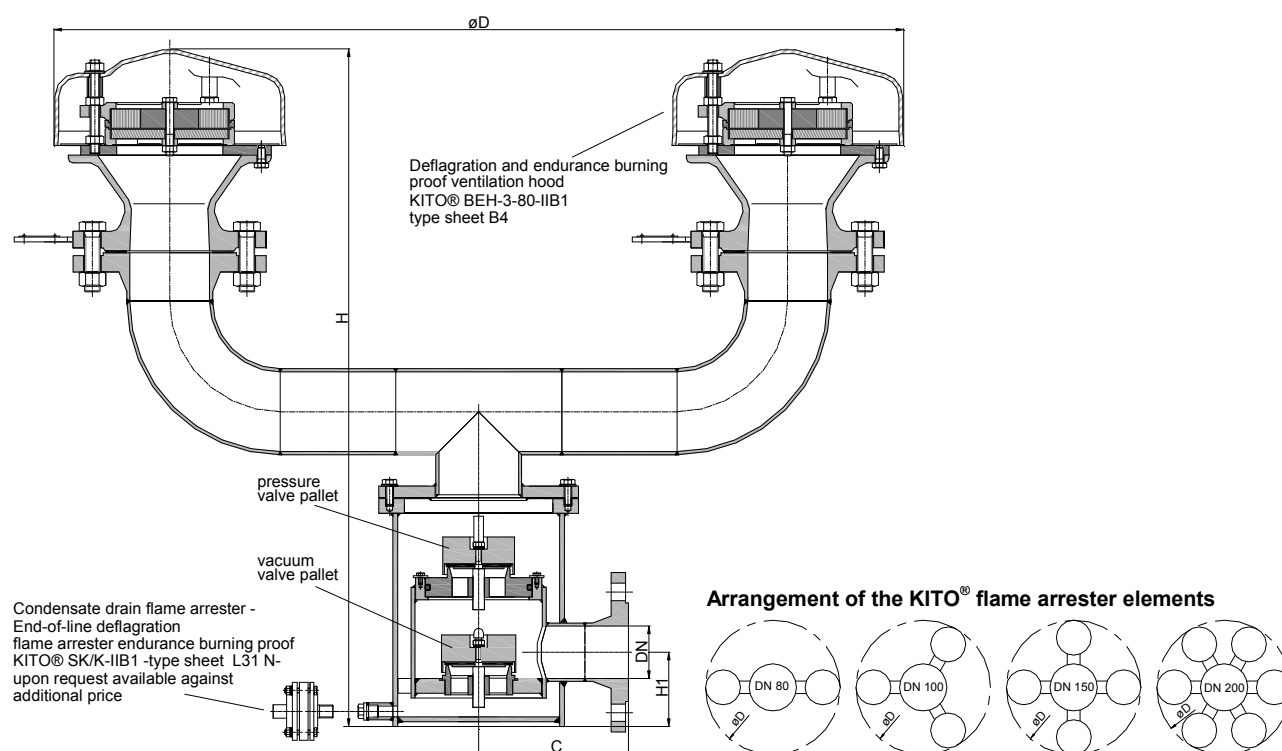 øD
Deflagration and endurance burning
proof ventilation hood
KITO® BEH-3-80-IIB1
type sheet B4
H
pressure
valve pallet
vacuum
valve pallet
Condensate drain flame arrester -
End-of-line deflagration
flame arrester endurance burning proof
KITO® SK/K-IIB1 -type sheet L31 N-
upon request available against
additional price
DN
H1
C
Arrangement of the KITO® flame arrester elements
DN 80
øD
DN 100
øD
DN 150
øD
DN 200
øD